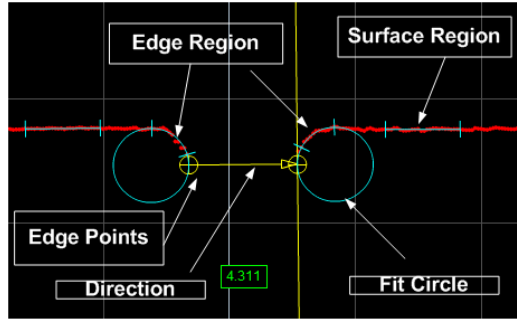 Edge Region
Surface Region
Edge Points
4.311
Direction
Fit Circle